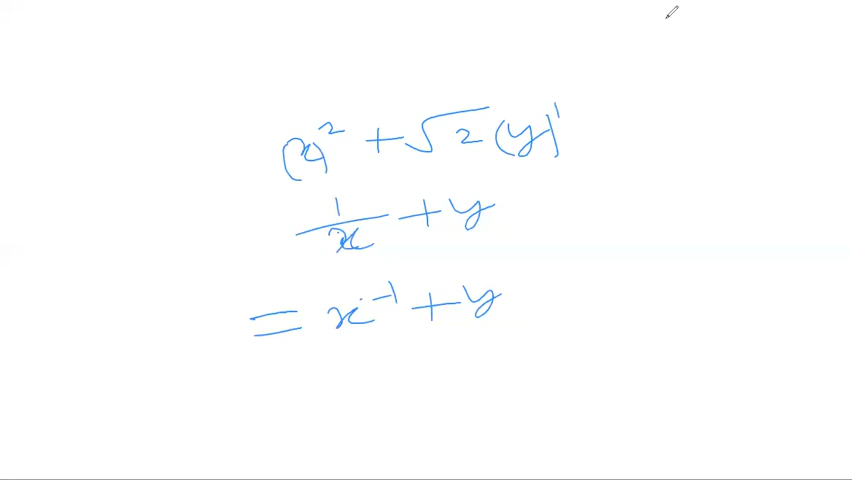 (x)² + √2 (y)¹
1/x + y
= x⁻¹ + y